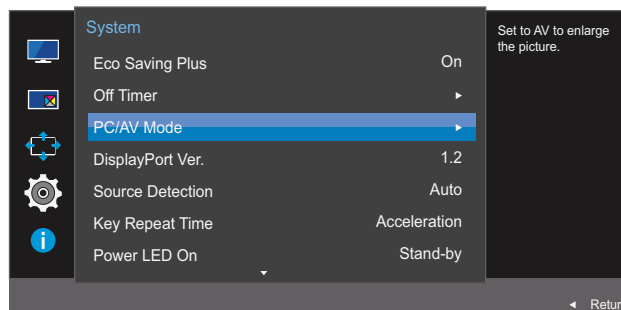 System
Eco Saving Plus On
Off Timer
PC/AV Mode
DisplayPort Ver. 1.2
Source Detection Auto
Key Repeat Time Acceleration
Power LED On Stand-by
Set to AV to enlarge
the picture.
Retur